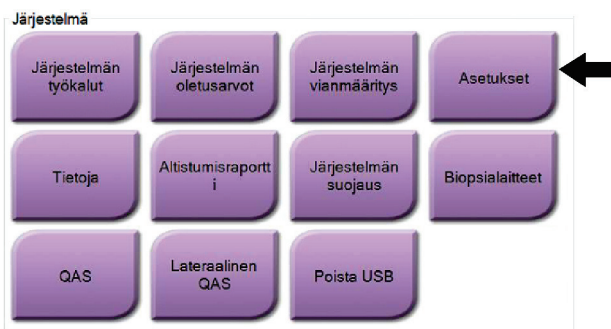 Järjestelmä
Järjestelmän
työkalut
Järjestelmän
oletusarvot
Järjestelmän
vianmääritys
Asetukset
Tietoja
Altistumisraportt
i
Järjestelmän
suojaus
Biopsialaitteet
QAS
Lateraalinen
QAS
Poista USB